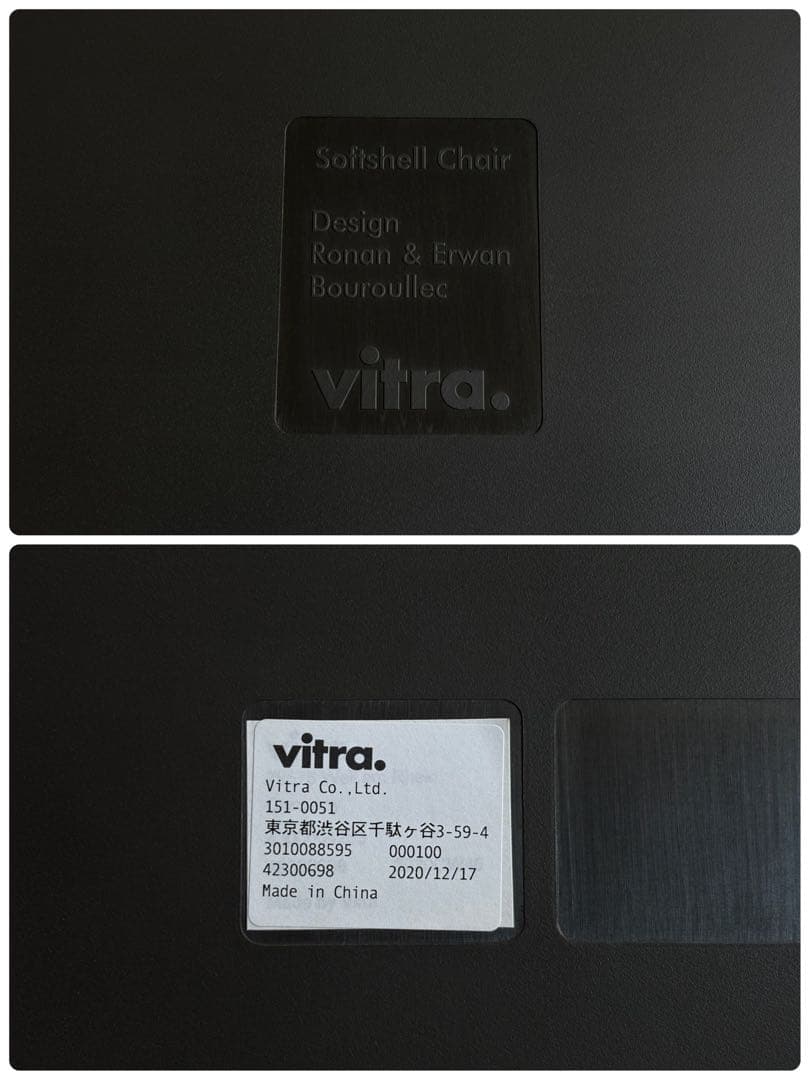 Softshell Chair
Design
Ronan & Erwan
Bouroullec
vitra.
vitra.
Vitra Co.,Ltd.
151-0051
東京都渋谷区千駄ヶ谷3-59-4
3010088595 000100
42300698 2020/12/17
Made in China